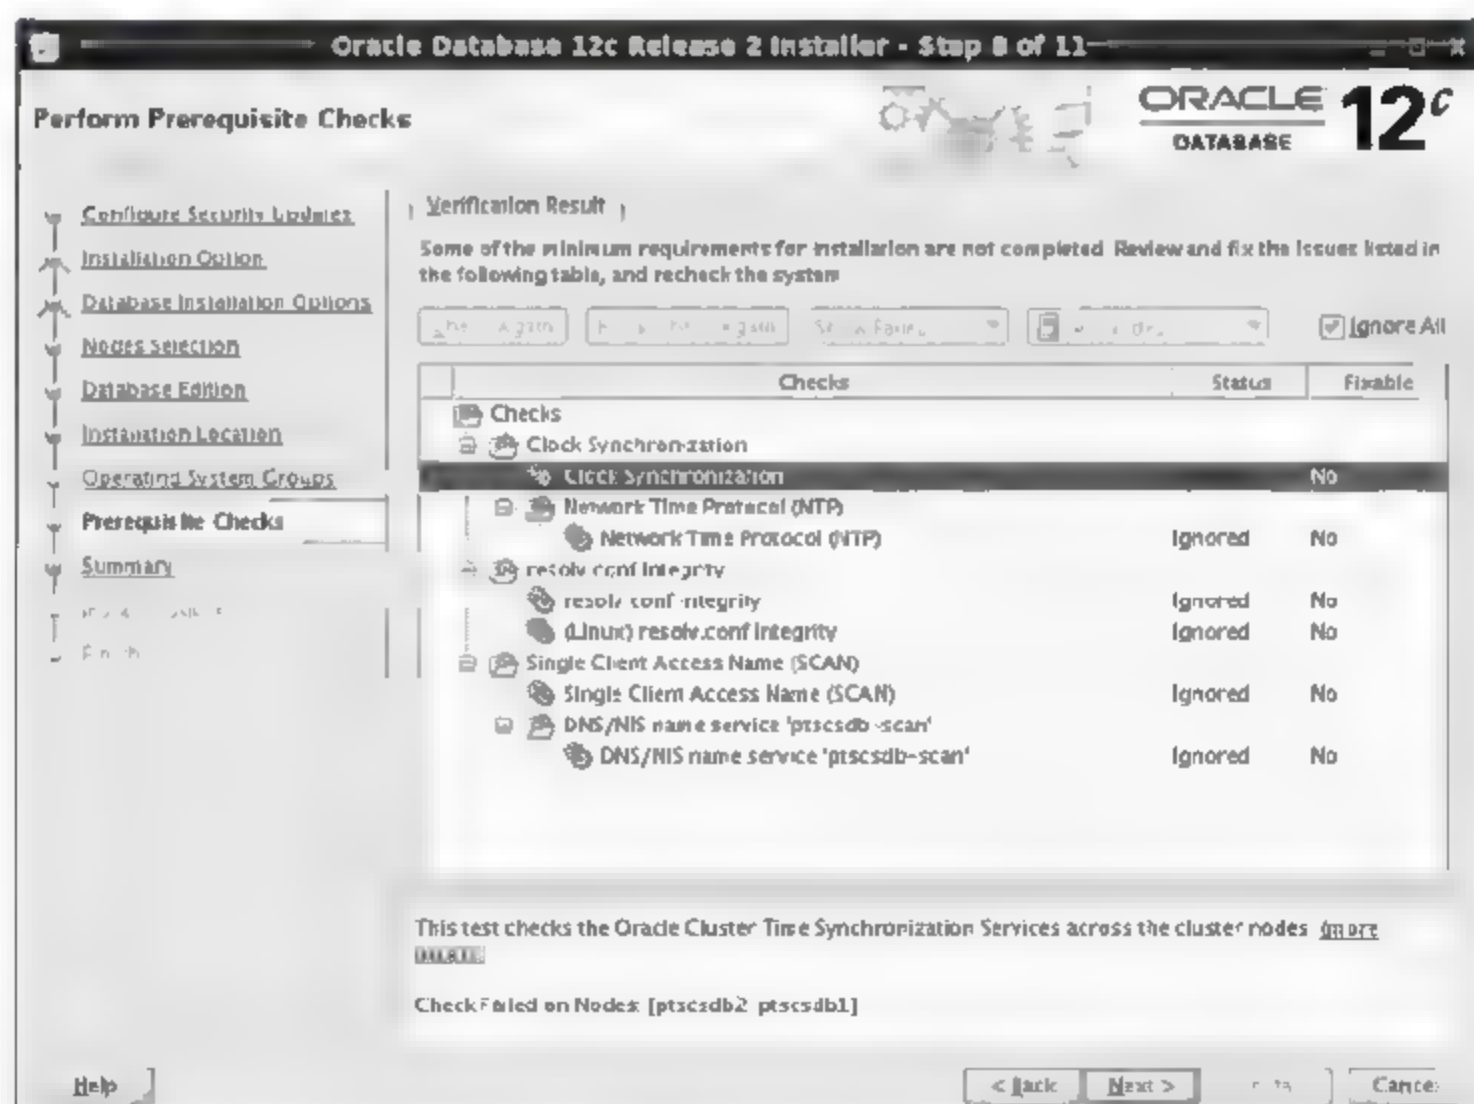 Oracle Database 12c Release 2 Installer - Step 8 of 11
Perform Prerequisite Checks
ORACLE 12c
DATABASE
Configure Security Updates
Installation Option
Database Installation Options
Nodes Selection
Database Edition
Installation Location
Operating System Groups
Prerequisite Checks
Summary
Verification Result
Some of the minimum requirements for installation are not completed. Review and fix the issues listed in
the following table, and recheck the system
Ignore All
Checks Status Fixable
Checks
Clock Synchronization
Clock Synchronization No
Network Time Protocol (NTP)
Network Time Protocol (NTP) Ignored No
resolv.conf Integrity
resolv.conf Integrity Ignored No
(Linux) resolv.conf Integrity Ignored No
Single Client Access Name (SCAN)
Single Client Access Name (SCAN) Ignored No
DNS/NIS name service 'ptscsdb-scan'
DNS/NIS name service 'ptscsdb-scan' Ignored No
This test checks the Oracle Cluster Time Synchronization Services across the cluster nodes. (more
Check Failed on Nodes: [ptscsdb2, ptscsdb1]
Help
< Back
Next >
Cancel